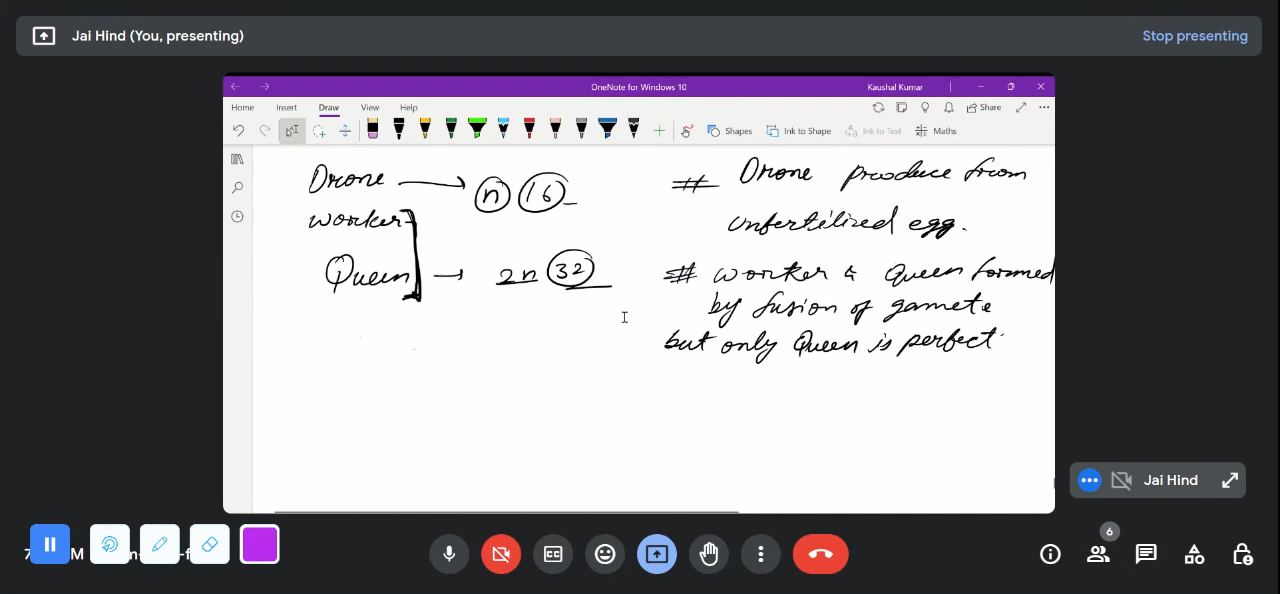 Jai Hind (You, presenting)
Stop presenting
OneNote for Windows 10
Kaushal Kumar
Home Insert Draw View Help
Share
Shapes Ink to Shape Ink to Text Maths
Drone → n 16
worker
Queen → 2n 32
# Drone produce from
unfertilized egg.
# worker & Queen formed
by fusion of gamete
but only Queen is perfect
Jai Hind
6